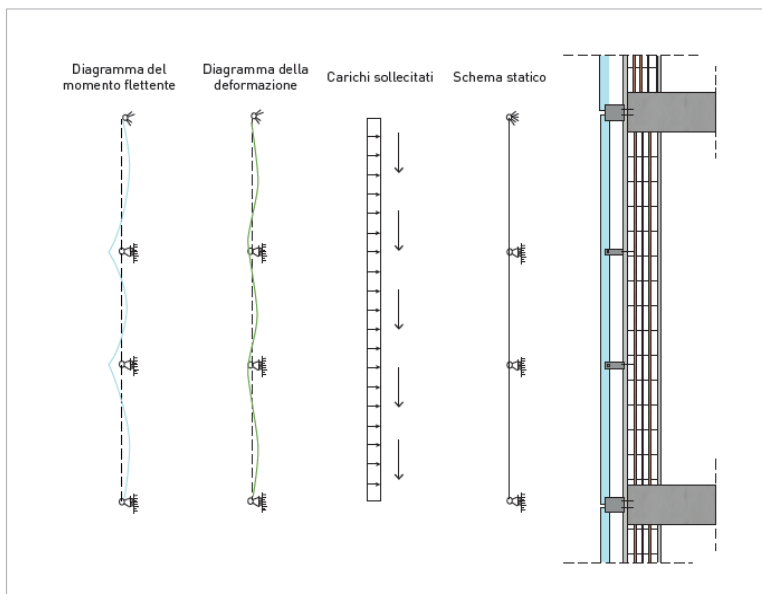 Diagramma del
momento flettente
Diagramma della
deformazione
Carichi sollecitati
Schema statico